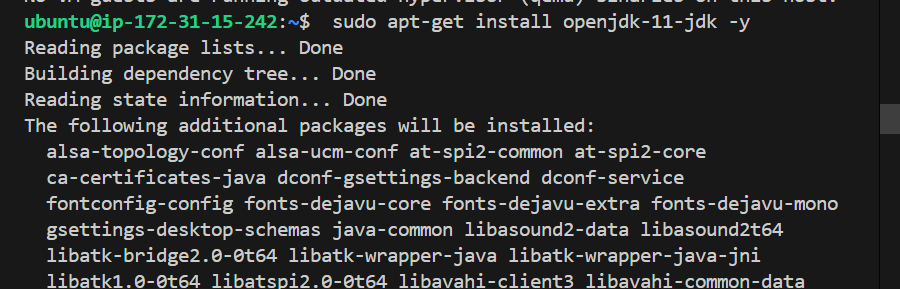 ubuntu@ip-172-31-15-242:~$  sudo apt-get install openjdk-11-jdk -y
Reading package lists... Done
Building dependency tree... Done
Reading state information... Done
The following additional packages will be installed:
  alsa-topology-conf alsa-ucm-conf at-spi2-common at-spi2-core
  ca-certificates-java dconf-gsettings-backend dconf-service
  fontconfig-config fonts-dejavu-core fonts-dejavu-extra fonts-dejavu-mono
  gsettings-desktop-schemas java-common libasound2-data libasound2t64
  libatk-bridge2.0-0t64 libatk-wrapper-java libatk-wrapper-java-jni
  libatk1.0-0t64 libatspi2.0-0t64 libavahi-client3 libavahi-common-data